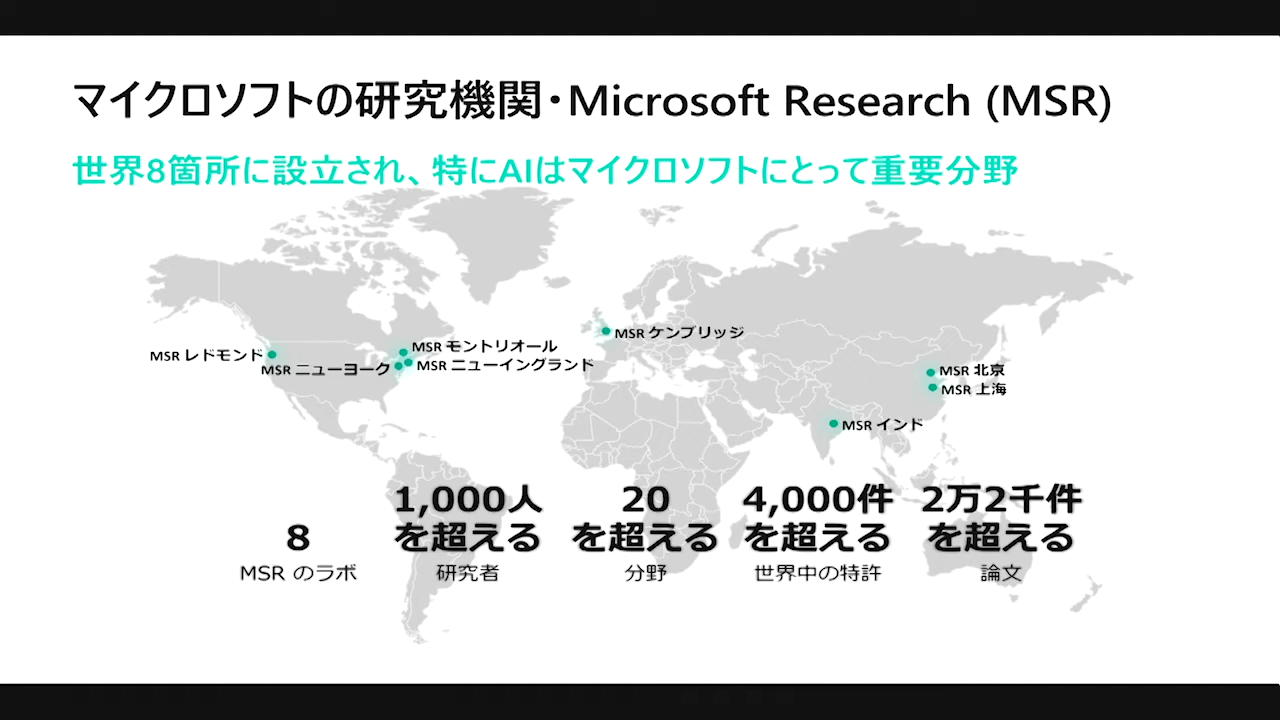 マイクロソフトの研究機関・Microsoft Research (MSR)
世界8箇所に設立され、特にAIはマイクロソフトにとって重要分野
MSR レドモンド
MSR ニューヨーク
MSR モントリオール
MSR ニューイングランド
MSR ケンブリッジ
MSR 北京
MSR 上海
MSR インド
8
MSR のラボ
1,000人
を超える
研究者
20
を超える
分野
4,000件
を超える
世界中の特許
2万2千件
を超える
論文